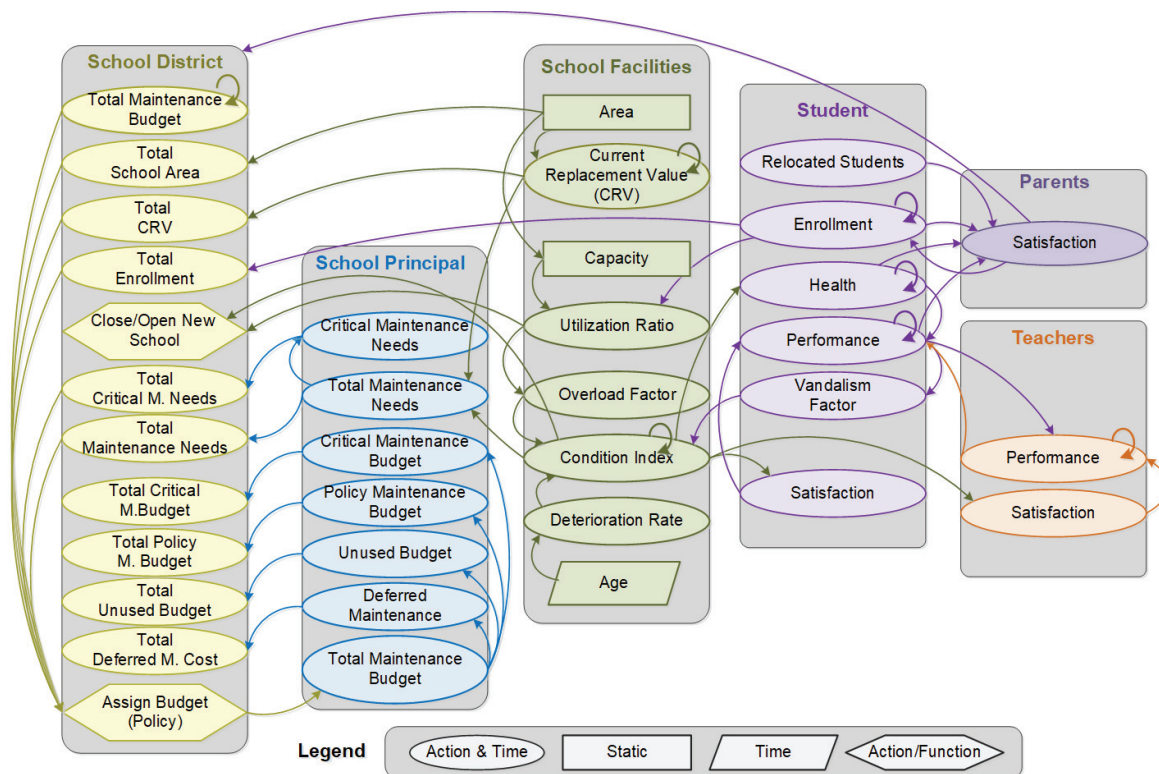 School District
Total Maintenance
Budget
Total
School Area
Total
CRV
Total
Enrollment
Close/Open New
School
Total
Critical M. Needs
Total
Maintenance Needs
Total Critical
M.Budget
Total Policy
M. Budget
Total
Unused Budget
Total
Deferred M. Cost
Assign Budget
(Policy)
School Principal
Critical Maintenance
Needs
Total Maintenance
Needs
Critical Maintenance
Budget
Policy Maintenance
Budget
Unused Budget
Deferred
Maintenance
Total Maintenance
Budget
School Facilities
Area
Current
Replacement Value
(CRV)
Capacity
Utilization Ratio
Overload Factor
Condition Index
Deterioration Rate
Age
Student
Relocated Students
Enrollment
Health
Performance
Vandalism
Factor
Satisfaction
Parents
Satisfaction
Teachers
Performance
Satisfaction
Legend
Action & Time
Static
Time
Action/Function